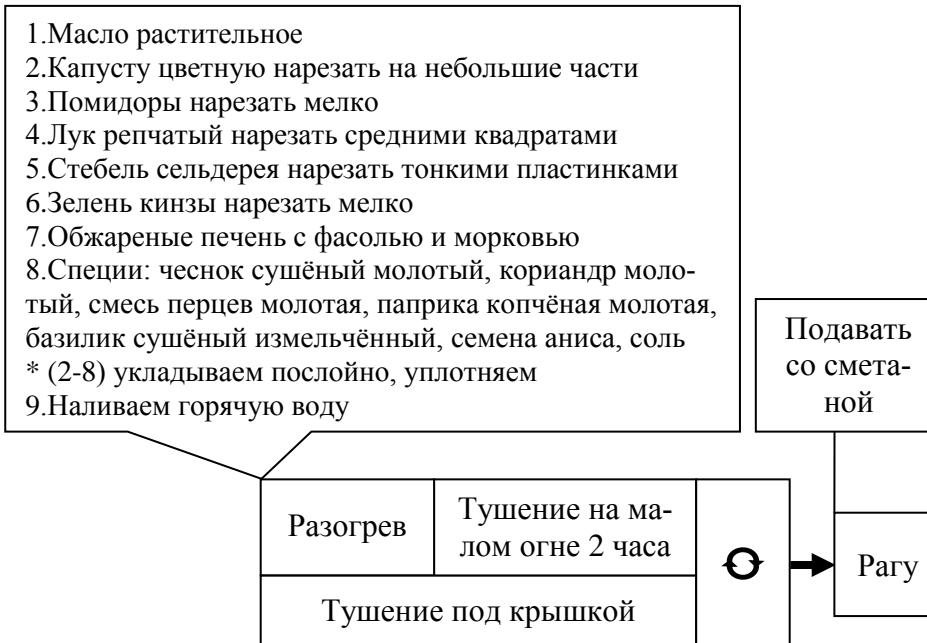 1.Масло растительное
2.Капусту цветную нарезать на небольшие части
3.Помидоры нарезать мелко
4.Лук репчатый нарезать средними квадратами
5.Стебель сельдерея нарезать тонкими пластинками
6.Зелень кинзы нарезать мелко
7.Обжареные печень с фасолью и морковью
8.Специи: чеснок сушёный молотый, кориандр моло-
тый, смесь перцев молотая, паприка копчёная молотая,
базилик сушёный измельчённый, семена аниса, соль
* (2-8) укладываем послойно, уплотняем
9.Наливаем горячую воду
Подавать
со смета-
ной
Разогрев
Тушение на ма-
лом огне 2 часа
Тушение под крышкой
Рагу